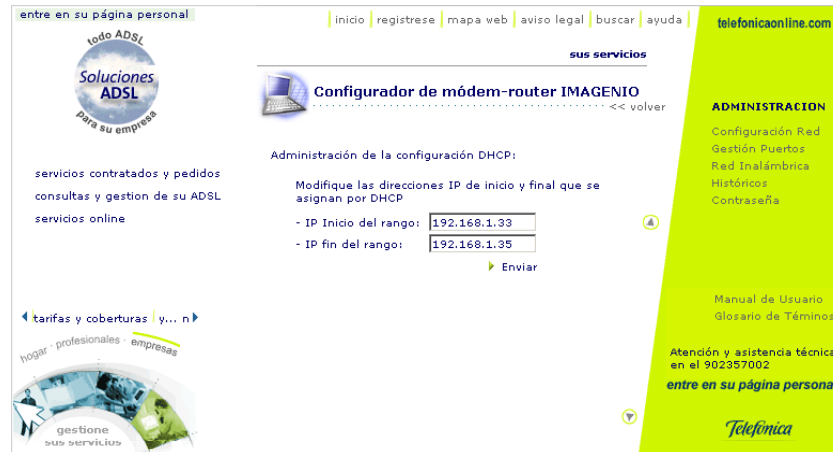 entre en su página personal
inicio registrese mapa web aviso legal buscar ayuda
telefonicaonline.com
todo ADSL
Soluciones
ADSL
para su empresa
sus servicios
Configurador de módem-router IMAGENIO
<< volver
servicios contratados y pedidos
consultas y gestion de su ADSL
servicios online
Administración de la configuración DHCP:
Modifique las direcciones IP de inicio y final que se
asignan por DHCP
- IP Inicio del rango: 192.168.1.33
- IP fin del rango: 192.168.1.35
Enviar
ADMINISTRACION
Configuración Red
Gestión Puertos
Red Inalámbrica
Históricos
Contraseña
Manual de Usuario
Glosario de Téminos
Atención y asistencia técnica
en el 902357002
entre en su página persona
Telefónica
tarifas y coberturas y... n
hogar · profesionales · empresas
gestione
sus servicios